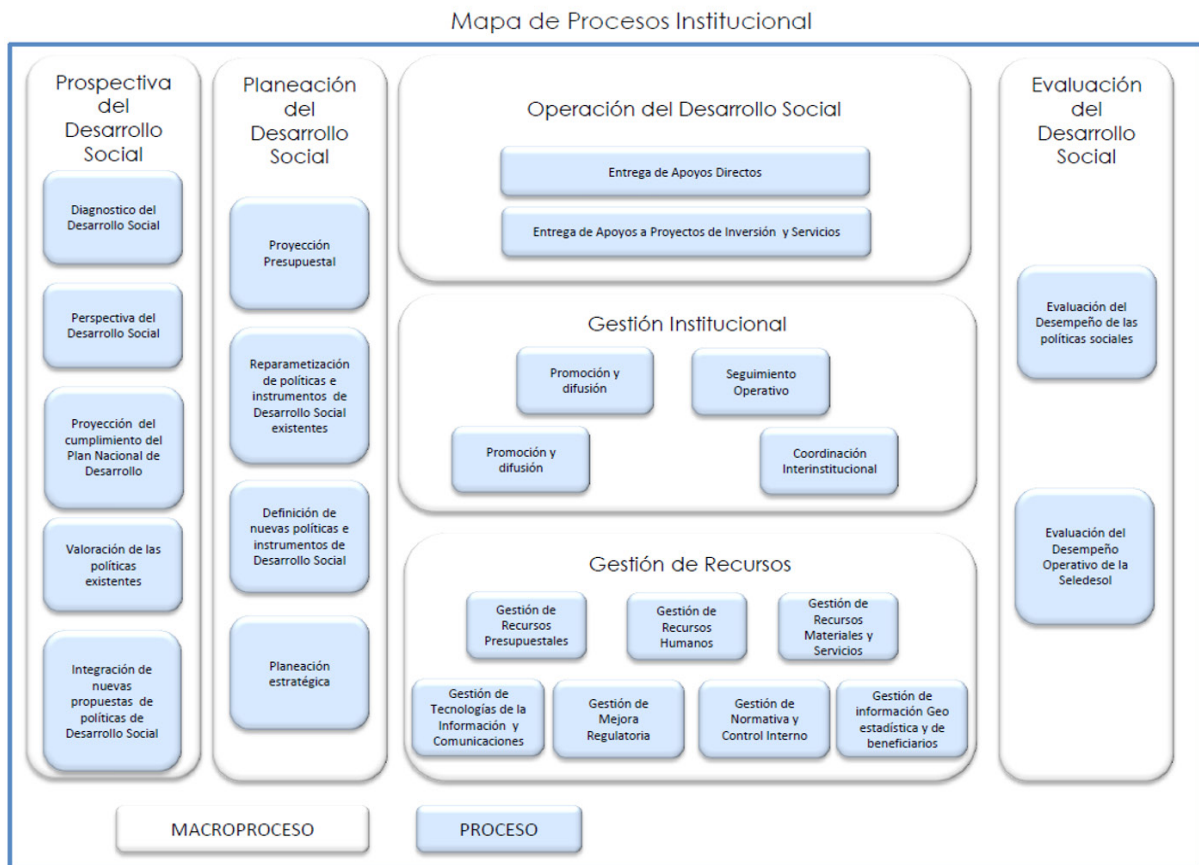 Mapa de Procesos Institucional
Prospectiva
del
Desarrollo
Social
Diagnostico del
Desarrollo Social
Perspectiva del
Desarrollo Social
Proyección del
cumplimiento del
Plan Nacional de
Desarrollo
Valoración de las
políticas
existentes
Integración de
nuevas
propuestas de
políticas de
Desarrollo Social
Planeación
del
Desarrollo
Social
Proyección
Presupuestal
Reparametización
de políticas e
instrumentos de
Desarrollo Social
existentes
Definición de
nuevas políticas e
instrumentos de
Desarrollo Social
Planeación
estratégica
Operación del Desarrollo Social
Entrega de Apoyos Directos
Entrega de Apoyos a Proyectos de Inversión y Servicios
Gestión Institucional
Promoción y
difusión
Seguimiento
Operativo
Promoción y
difusión
Coordinación
Interinstitucional
Gestión de Recursos
Gestión de
Recursos
Presupuestales
Gestión de
Recursos
Humanos
Gestión de
Recursos
Materiales y
Servicios
Gestión de
Tecnologías de la
Información y
Comunicaciones
Gestión de
Mejora
Regulatoria
Gestión de
Normativa y
Control Interno
Gestión de
información Geo
estadística y de
beneficiarios
Evaluación
del
Desarrollo
Social
Evaluación del
Desempeño de las
políticas sociales
Evaluación del
Desempeño
Operativo de la
Seledesol
MACROPROCESO
PROCESO